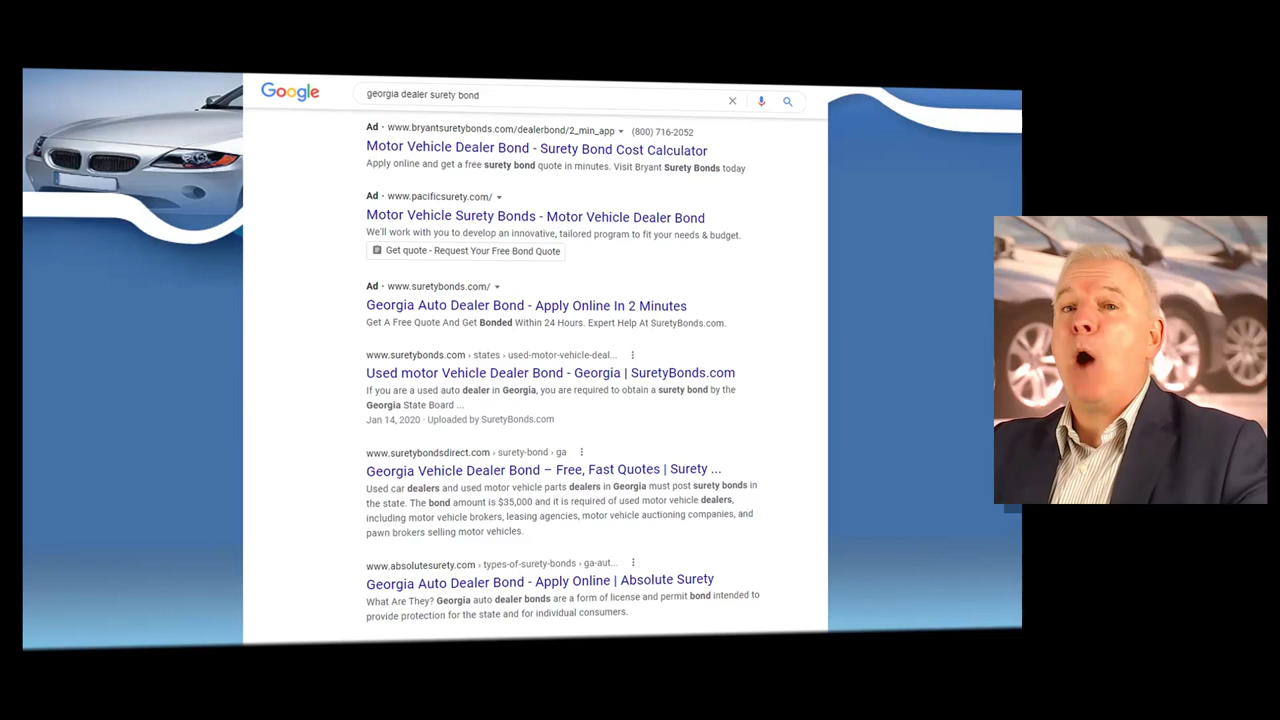 Google
georgia dealer surety bond
Ad · www.bryantsuretybonds.com/dealerbond/2_min_app (800) 716-2052
Motor Vehicle Dealer Bond - Surety Bond Cost Calculator
Apply online and get a free surety bond quote in minutes. Visit Bryant Surety Bonds today
Ad · www.pacificsurety.com/
Motor Vehicle Surety Bonds - Motor Vehicle Dealer Bond
We'll work with you to develop an innovative, tailored program to fit your needs & budget.
Get quote - Request Your Free Bond Quote
Ad · www.suretybonds.com/
Georgia Auto Dealer Bond - Apply Online In 2 Minutes
Get A Free Quote And Get Bonded Within 24 Hours. Expert Help At SuretyBonds.com.
www.suretybonds.com › states › used-motor-vehicle-deal...
Used motor Vehicle Dealer Bond - Georgia | SuretyBonds.com
If you are a used auto dealer in Georgia, you are required to obtain a surety bond by the
Georgia State Board ...
Jan 14, 2020 · Uploaded by SuretyBonds.com
www.suretybondsdirect.com › surety-bond › ga
Georgia Vehicle Dealer Bond – Free, Fast Quotes | Surety ...
Used car dealers and used motor vehicle parts dealers in Georgia must post surety bonds in
the state. The bond amount is $35,000 and it is required of used motor vehicle dealers,
including motor vehicle brokers, leasing agencies, motor vehicle auctioning companies, and
pawn brokers selling motor vehicles.
www.absolutesurety.com › types-of-surety-bonds › ga-aut...
Georgia Auto Dealer Bond - Apply Online | Absolute Surety
What Are They? Georgia auto dealer bonds are a form of license and permit bond intended to
provide protection for the state and for individual consumers.